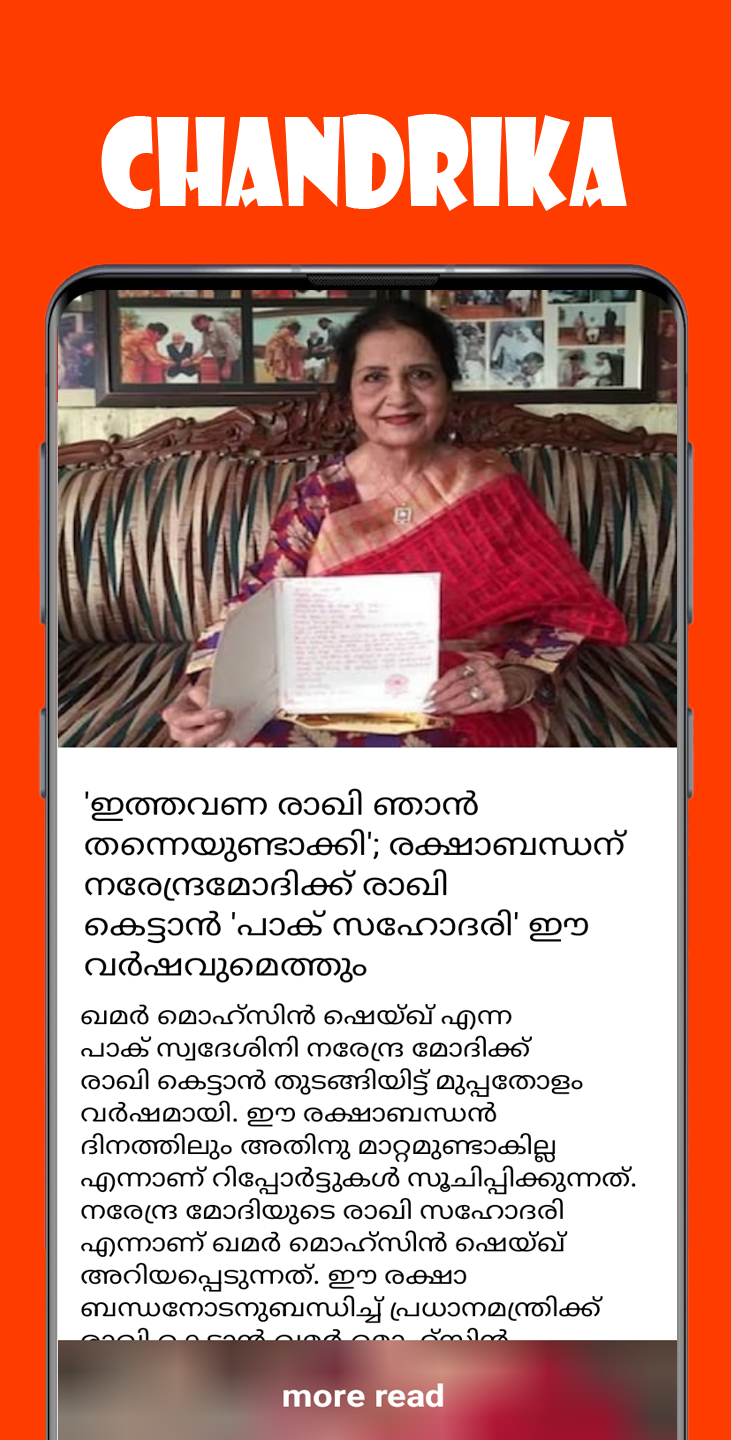 CHANDRIKA
'ഇത്തവണ രാഖി ഞാൻ
തന്നെയുണ്ടാക്കി'; രക്ഷാബന്ധന്
നരേന്ദ്രമോദിക്ക് രാഖി
കെട്ടാൻ 'പാക് സഹോദരി' ഈ
വർഷവുമെത്തും
ഖമർ മൊഹ്‌സിൻ ഷെയ്ഖ് എന്ന
പാക് സ്വദേശിനി നരേന്ദ്ര മോദിക്ക്
രാഖി കെട്ടാൻ തുടങ്ങിയിട്ട് മുപ്പതോളം
വർഷമായി. ഈ രക്ഷാബന്ധൻ
ദിനത്തിലും അതിനു മാറ്റമുണ്ടാകില്ല
എന്നാണ് റിപ്പോർട്ടുകൾ സൂചിപ്പിക്കുന്നത്.
നരേന്ദ്ര മോദിയുടെ രാഖി സഹോദരി
എന്നാണ് ഖമർ മൊഹ്‌സിൻ ഷെയ്ഖ്
അറിയപ്പെടുന്നത്. ഈ രക്ഷാ
ബന്ധനോടനുബന്ധിച്ച് പ്രധാനമന്ത്രിക്ക്
രാഖി കെട്ടാൻ ഖമർ മൊഹ്‌സിൻ
more read